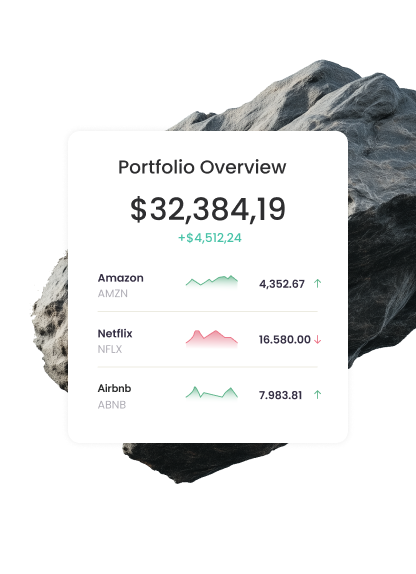 Portfolio Overview
$32,384,19
+$4,512,24
Amazon
AMZN
4,352.67 ↑
Netflix
NFLX
16.580.00 ↓
Airbnb
ABNB
7.983.81 ↑